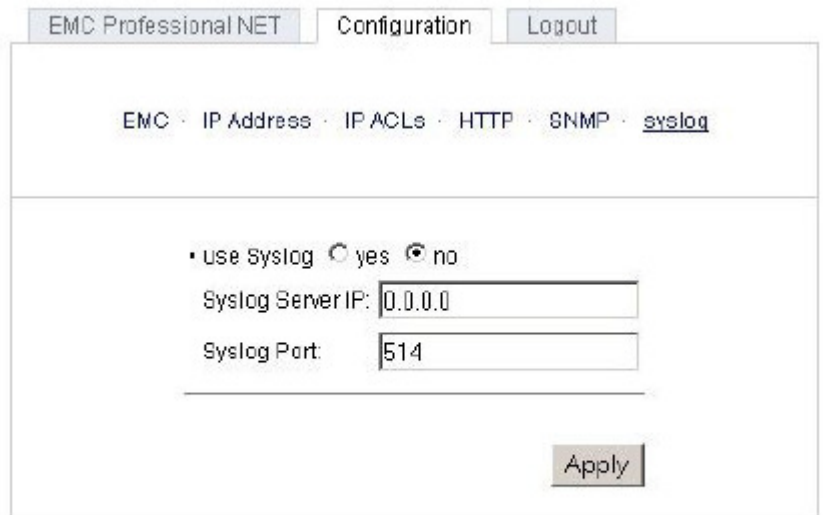 EMC Professional NET Configuration Logout
EMC · IP Address · IP ACLs · HTTP · SNMP · syslog
• use Syslog yes no
Syslog Server IP: 0.0.0.0
Syslog Port: 514
Apply